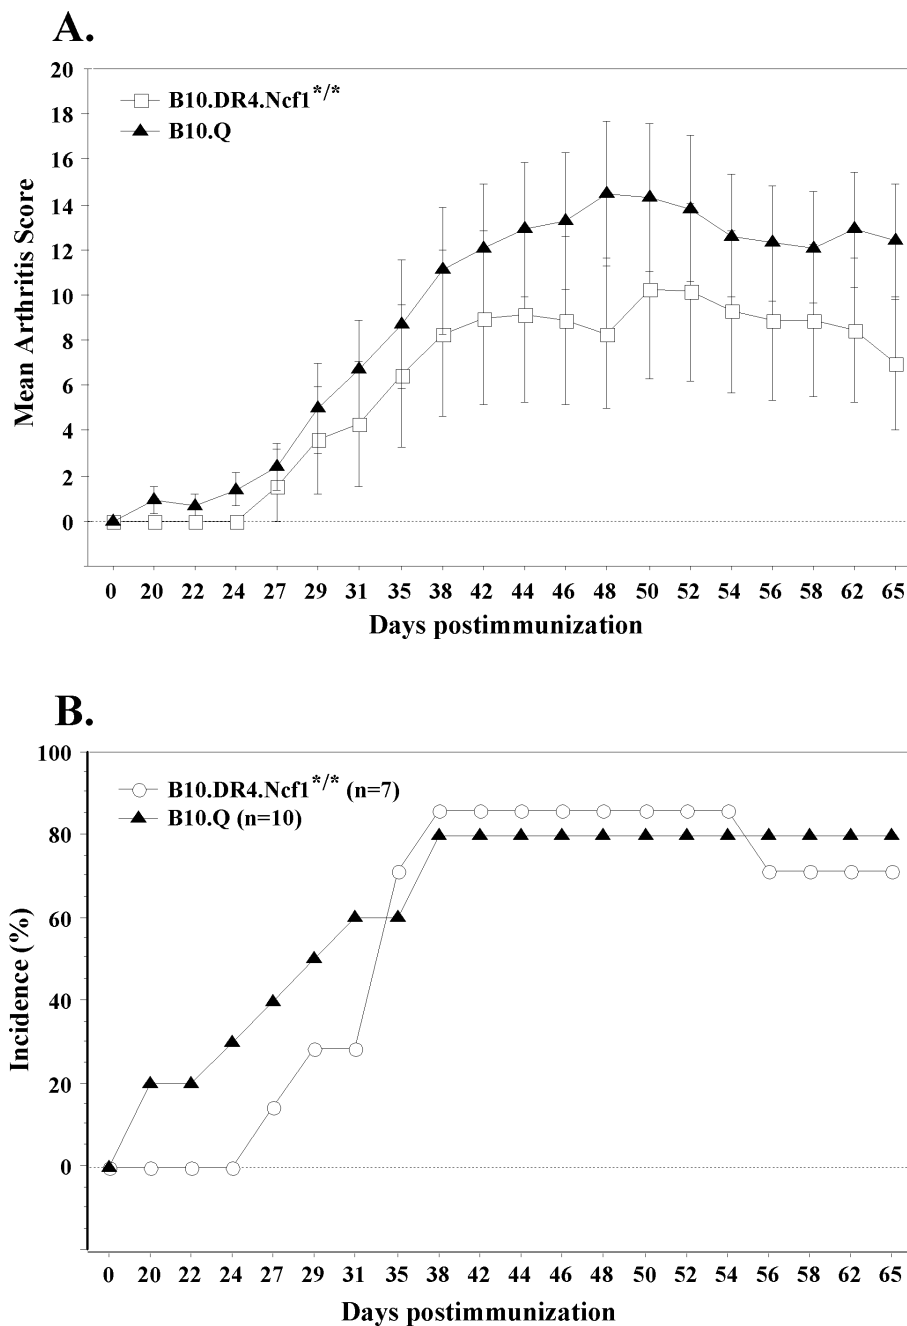 A.
20
18
16
14
12
10
8
6
4
2
0
Mean Arthritis Score
B10.DR4.Ncf1*/*
B10.Q
0 20 22 24 27 29 31 35 38 42 44 46 48 50 52 54 56 58 62 65
Days postimmunization
B.
100
80
60
40
20
0
Incidence (%)
B10.DR4.Ncf1*/* (n=7)
B10.Q (n=10)
0 20 22 24 27 29 31 35 38 42 44 46 48 50 52 54 56 58 62 65
Days postimmunization